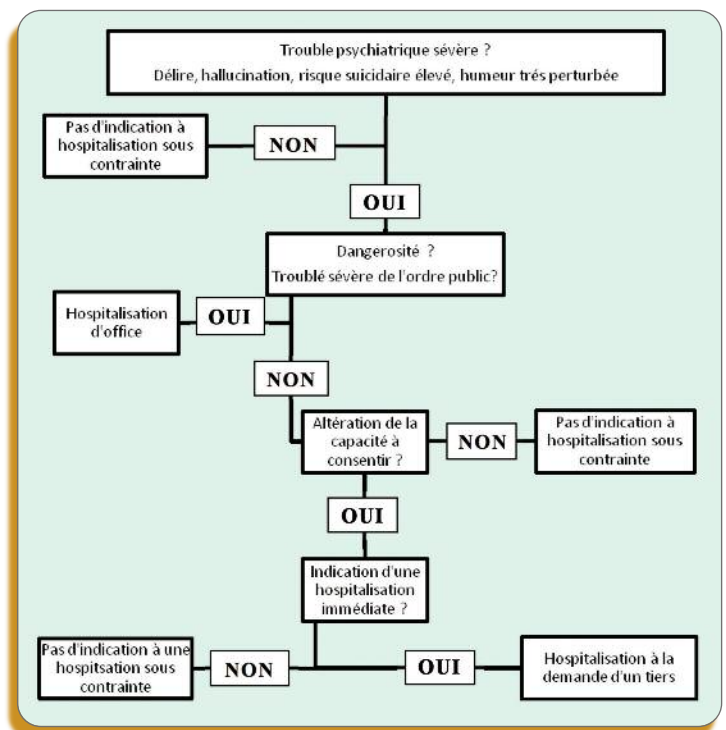 Trouble psychiatrique sévère ?
Délire, hallucination, risque suicidaire élevé, humeur trés perturbée
Pas d'indication à
hospitalisation sous
contrainte
NON
OUI
Dangerosité ?
Troublé sévère de l'ordre public?
Hospitalisation
d'office
OUI
NON
Altération de la
capacité à
consentir ?
NON
Pas d'indication à
hospitalisation sous
contrainte
OUI
Indication d'une
hospitalisation
immédiate ?
Pas d'indication à une
hospitsation sous
contrainte
NON
OUI
Hospitalisation à la
demande d'un tiers